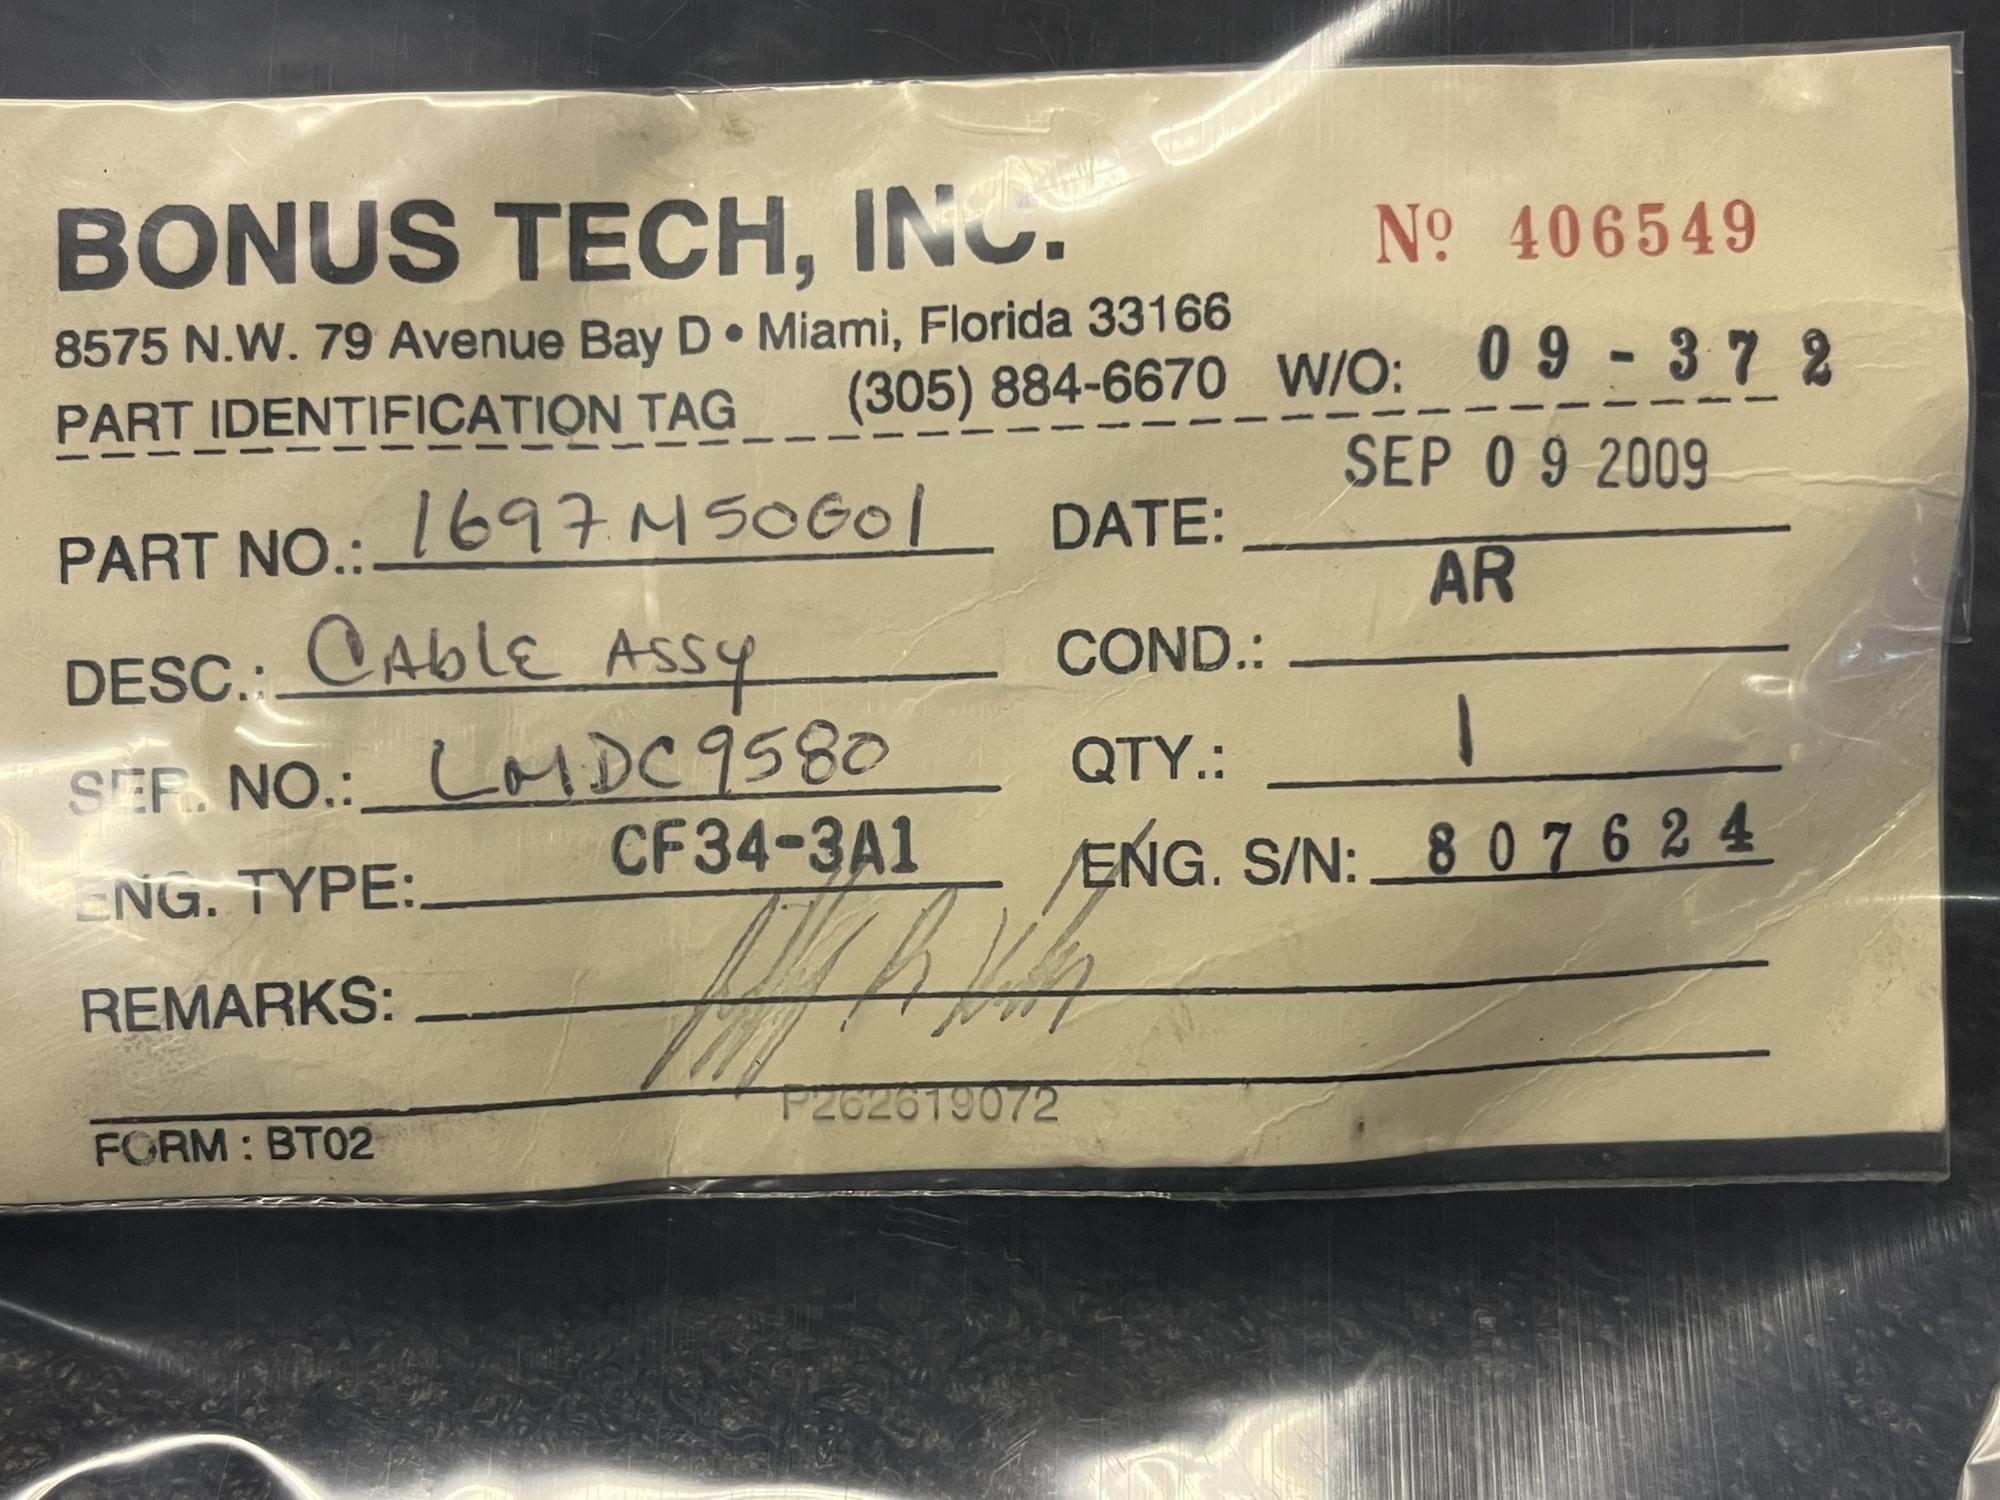 BONUS TECH, INC.
Nº 406549
8575 N.W. 79 Avenue Bay D • Miami, Florida 33166
PART IDENTIFICATION TAG (305) 884-6670 W/O: 09-372
PART NO.: 1697M50G01 DATE: SEP 09 2009
DESC.: CAblE ASSy COND.: AR
SER. NO.: LMDC9580 QTY.: 1
ENG. TYPE: CF34-3A1 ENG. S/N: 807624
REMARKS:
P262619072
FORM : BT02